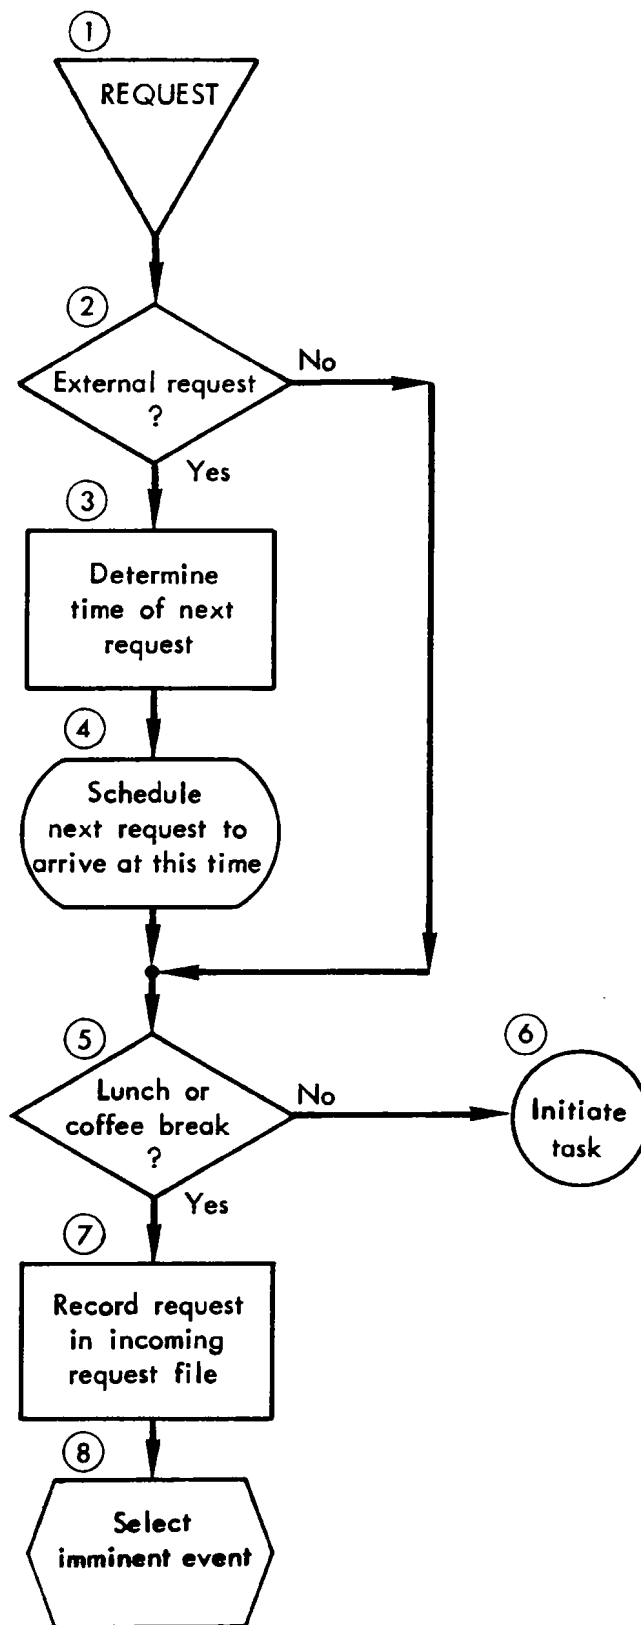 1
REQUEST
2
External request
?
No
Yes
3
Determine
time of next
request
4
Schedule
next request to
arrive at this time
5
Lunch or
coffee break
?
No
6
Initiate
task
Yes
7
Record request
in incoming
request file
8
Select
imminent event